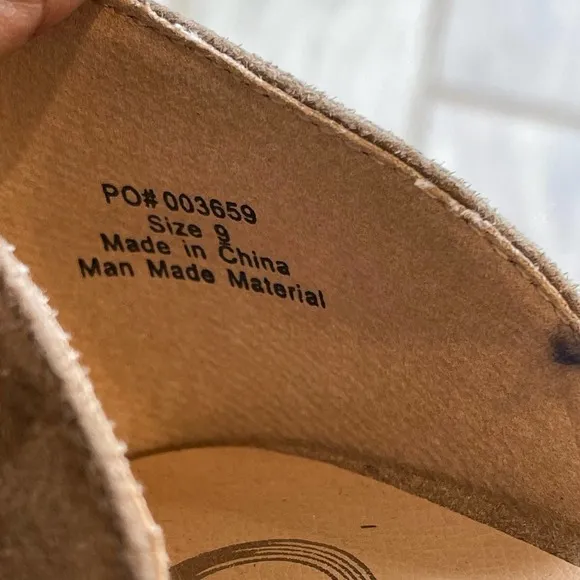 PO# 003659
Size 9
Made in China
Man Made Material